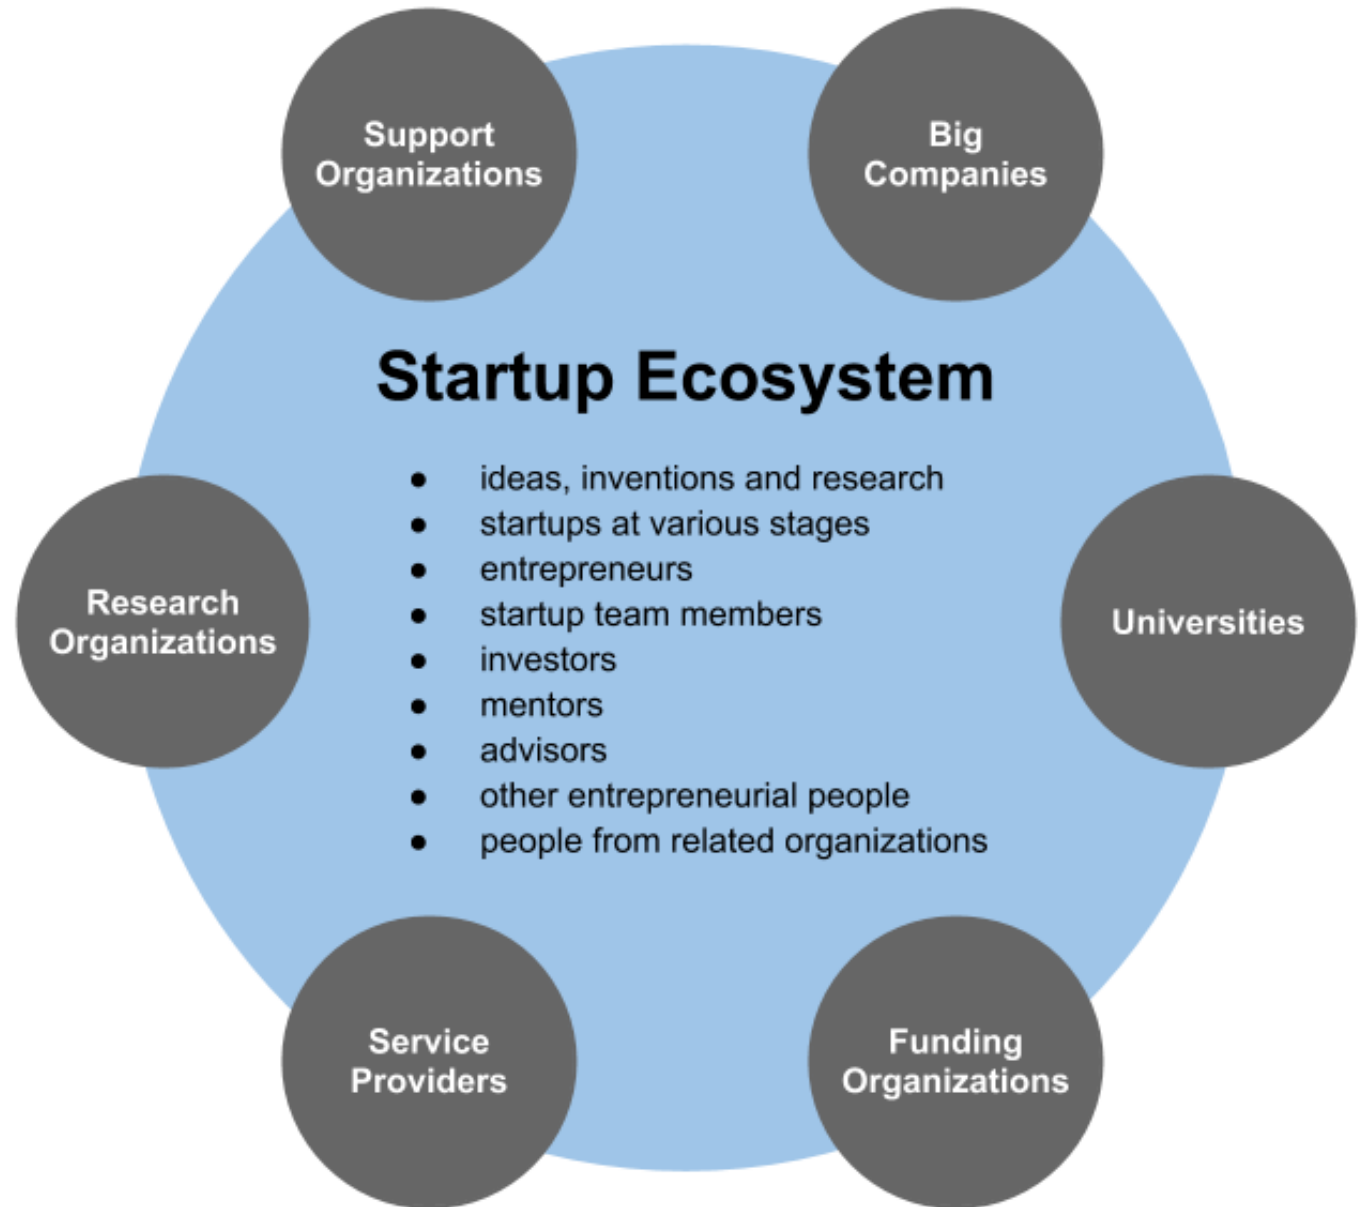 Support
Organizations
Big
Companies
Startup Ecosystem
● ideas, inventions and research
● startups at various stages
● entrepreneurs
● startup team members
● investors
● mentors
● advisors
● other entrepreneurial people
● people from related organizations
Research
Organizations
Universities
Service
Providers
Funding
Organizations